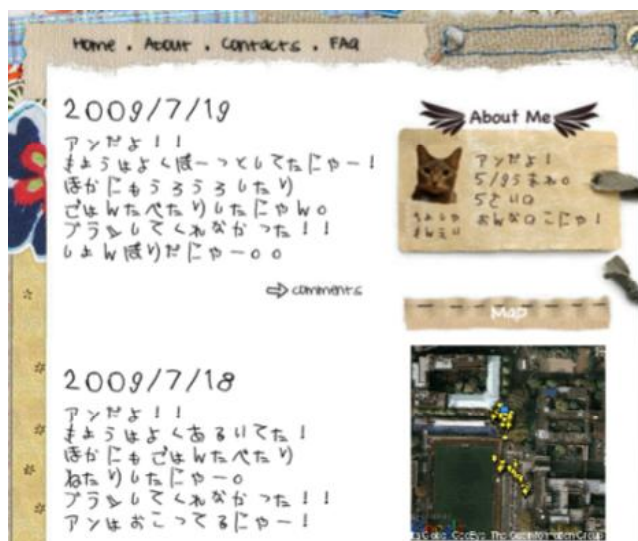 Home . About . Contacts . FAQ
2009/7/19
アンだよ！！
きょうはよくぼーっとしてたにゃー！
ほかにもうろうろしたり
ごはんたべたりしたにゃん。
ブラシしてくれなかった！！
しょんぼりだにゃー。。
⇨ comments
About Me
アンだよ！
5/95まれ。
5さい。
おんなのこにゃ！
Map
2009/7/18
アンだよ！！
きょうはよくあるいてた！
ほかにもごはんたべたり
ねたりしたにゃー。
ブラシしてくれなかった！！
アンはおこってるにゃー！